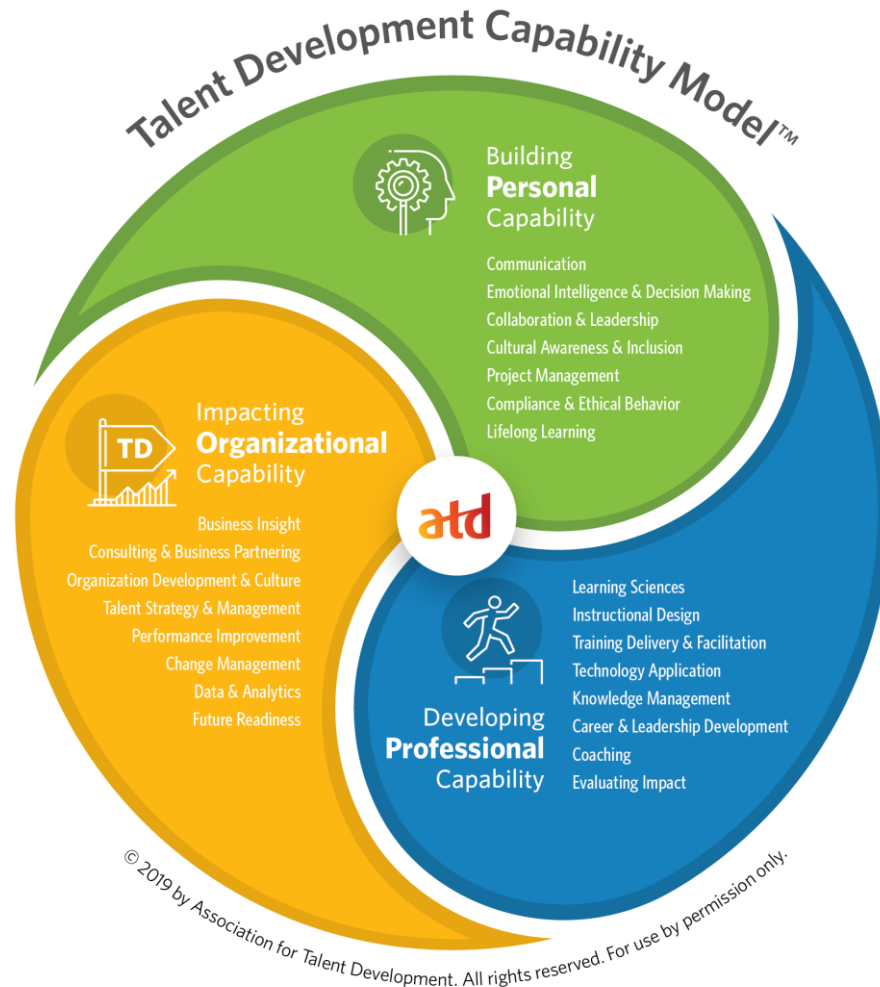 Talent Development Capability Model™
Building
Personal
Capability
Communication
Emotional Intelligence & Decision Making
Collaboration & Leadership
Cultural Awareness & Inclusion
Project Management
Compliance & Ethical Behavior
Lifelong Learning
TD
Impacting
Organizational
Capability
Business Insight
Consulting & Business Partnering
Organization Development & Culture
Talent Strategy & Management
Performance Improvement
Change Management
Data & Analytics
Future Readiness
atd
Developing
Professional
Capability
Learning Sciences
Instructional Design
Training Delivery & Facilitation
Technology Application
Knowledge Management
Career & Leadership Development
Coaching
Evaluating Impact
© 2019 by Association for Talent Development. All rights reserved. For use by permission only.